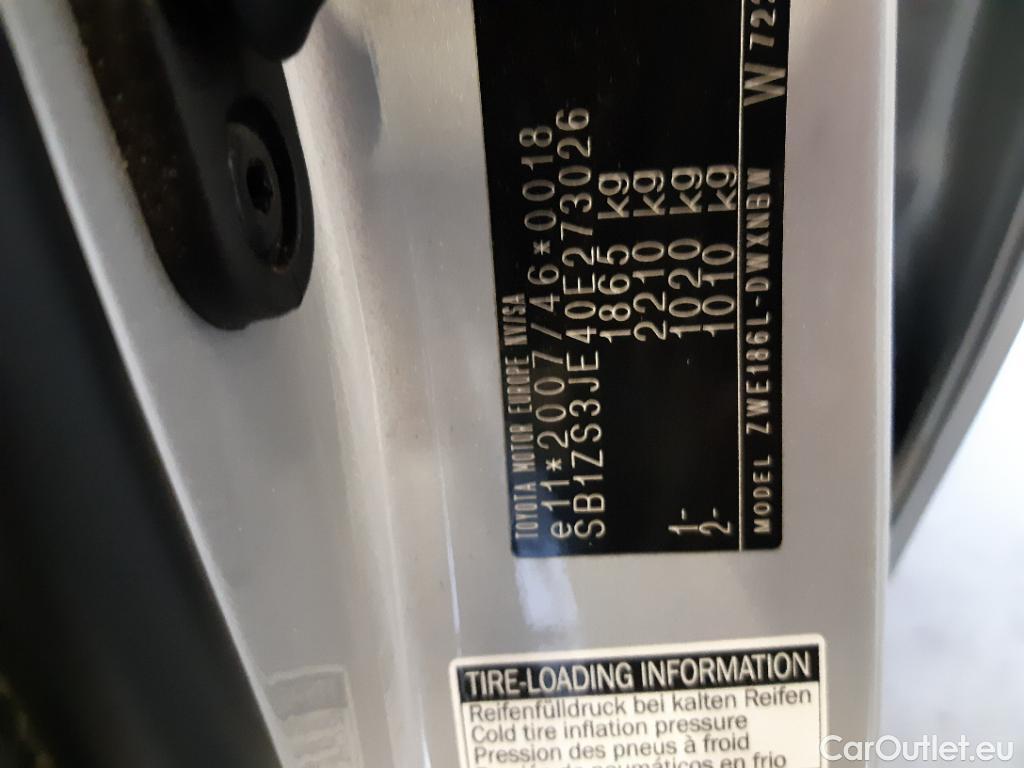 TOYOTA MOTOR EUROPE NV/SA
e11*2007/46*0018
SB1ZS3JE40E273026
1865 kg
2210 kg
1- 1020 kg
2- 1010 kg
MODEL ZWE186L-DWXNBW W
TIRE-LOADING INFORMATION
Reifenfülldruck bei kalten Reifen
Cold tire inflation pressure
Pression des pneus à froid
CarOutlet.eu